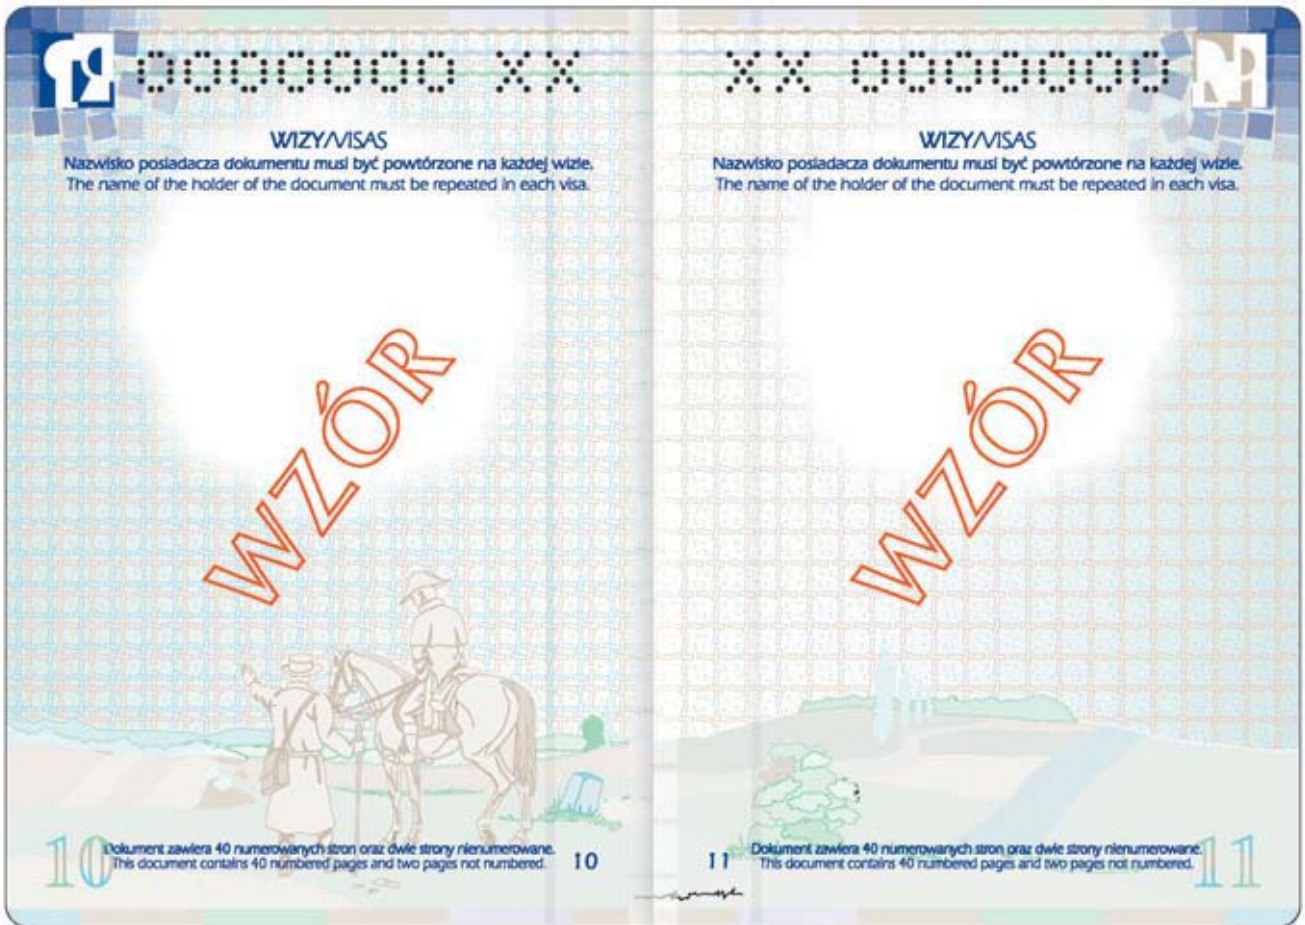 0000000 XX
WIZY/VISAS
Nazwisko posiadacza dokumentu musi być powtórzone na każdej wizie.
The name of the holder of the document must be repeated in each visa.
WZÓR
Dokument zawiera 40 numerowanych stron oraz dwie strony nienumerowane.
This document contains 40 numbered pages and two pages not numbered.
10
10
XX 0000000
WIZY/VISAS
Nazwisko posiadacza dokumentu musi być powtórzone na każdej wizie.
The name of the holder of the document must be repeated in each visa.
WZÓR
11
Dokument zawiera 40 numerowanych stron oraz dwie strony nienumerowane.
This document contains 40 numbered pages and two pages not numbered.
11